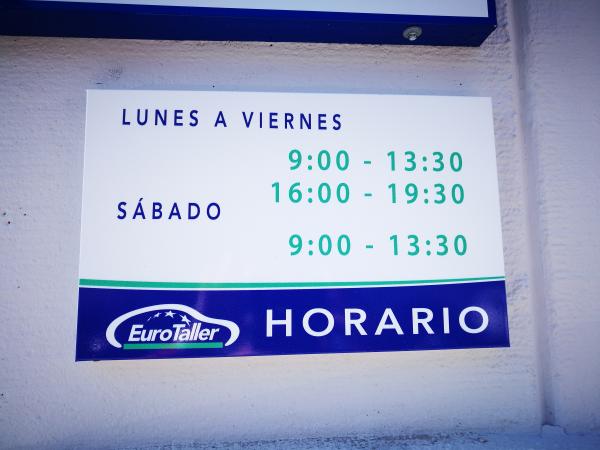 LUNES A VIERNES
9:00 - 13:30
16:00 - 19:30
SÁBADO
9:00 - 13:30
EuroTaller
HORARIO